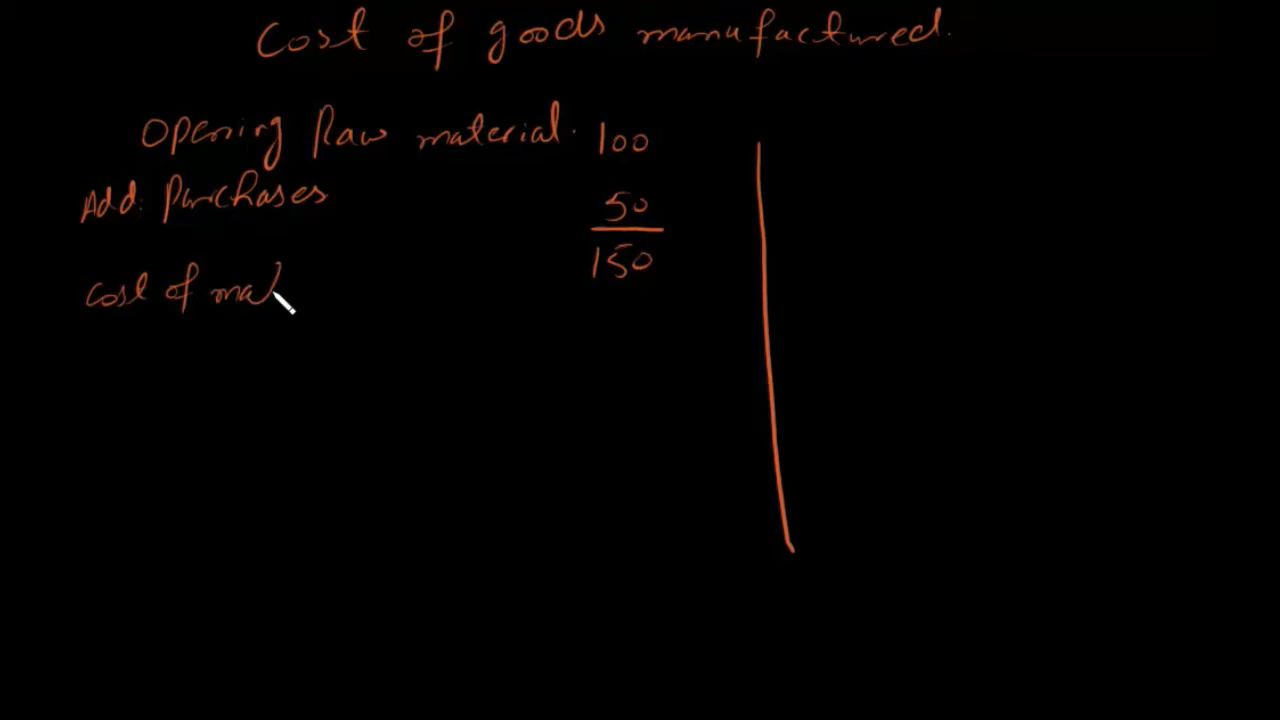 Cost of goods manufactured.
Opening Raw material. 100
Add: Purchases 50
150
Cost of mat